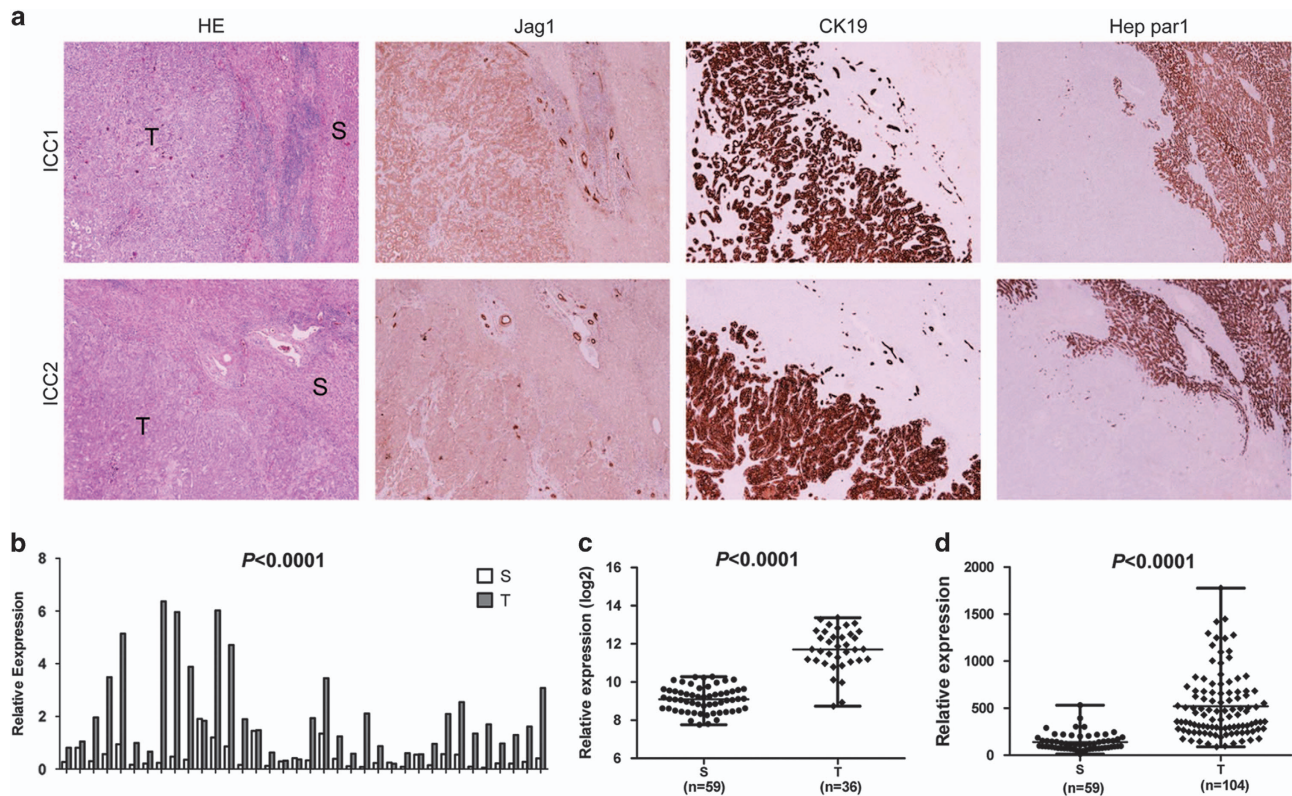 a
HE
Jag1
CK19
Hep par1
ICC1
T
S
ICC2
T
S
b
P<0.0001
Relative Eexpression
8
6
4
2
0
S
T
c
P<0.0001
Relative expression (log2)
16
14
12
10
8
6
S
(n=59)
T
(n=36)
d
P<0.0001
Relative expression
2000
1500
1000
500
0
S
(n=59)
T
(n=104)